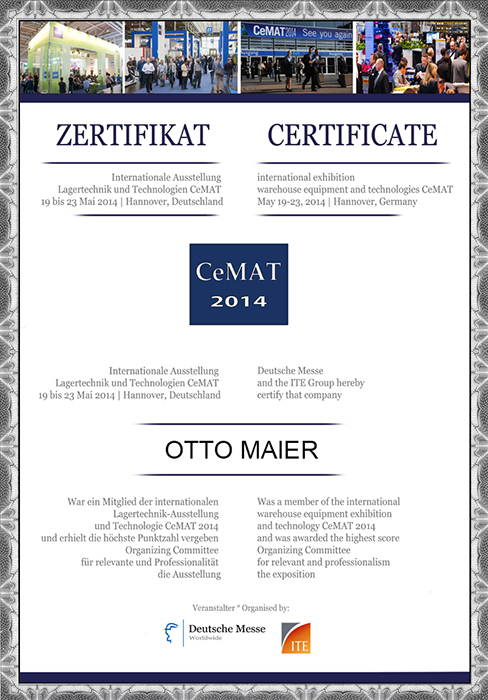 CeMAT2014 See you again
ZERTIFIKAT
Internationale Ausstellung
Lagertechnik und Technologien CeMAT
19 bis 23 Mai 2014 | Hannover, Deutschland
CERTIFICATE
international exhibition
warehouse equipment and technologies CeMAT
May 19-23, 2014 | Hannover, Germany
CeMAT
2014
Internationale Ausstellung
Lagertechnik und Technologien CeMAT
19 bis 23 Mai 2014 | Hannover, Deutschland
Deutsche Messe
and the ITE Group hereby
certify that company
OTTO MAIER
War ein Mitglied der internationalen
Lagertechnik-Ausstellung
und Technologie CeMAT 2014
und erhielt die höchste Punktzahl vergeben
Organizing Committee
für relevante und Professionalität
die Ausstellung
Was a member of the international
warehouse equipment exhibition
and technology CeMAT 2014
and was awarded the highest score
Organizing Committee
for relevant and professionalism
the exposition
Veranstalter * Organised by:
Deutsche Messe
Worldwide
ITE